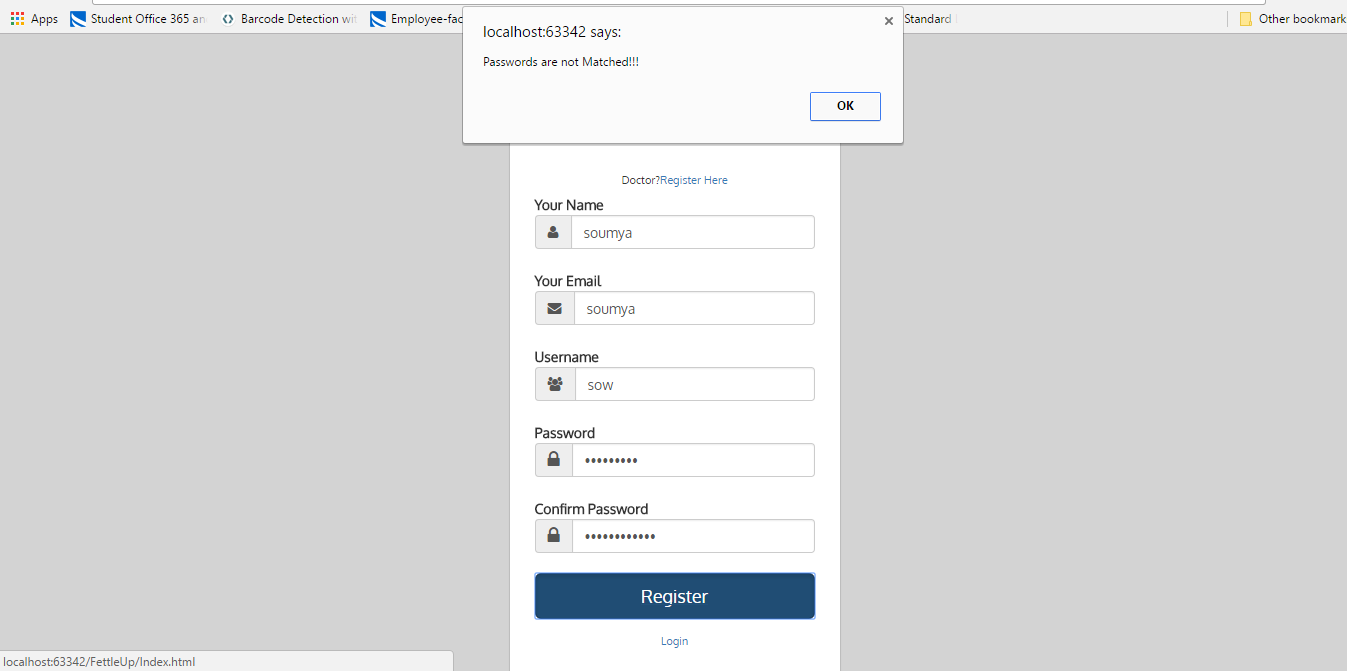 Apps Student Office 365 an Barcode Detection wit Employee-fac Standard Other bookmark
localhost:63342 says:
Passwords are not Matched!!!
OK
Doctor?Register Here
Your Name
soumya
Your Email
soumya
Username
sow
Password
•••••••••
Confirm Password
••••••••••••
Register
Login
localhost:63342/FettleUp/Index.html